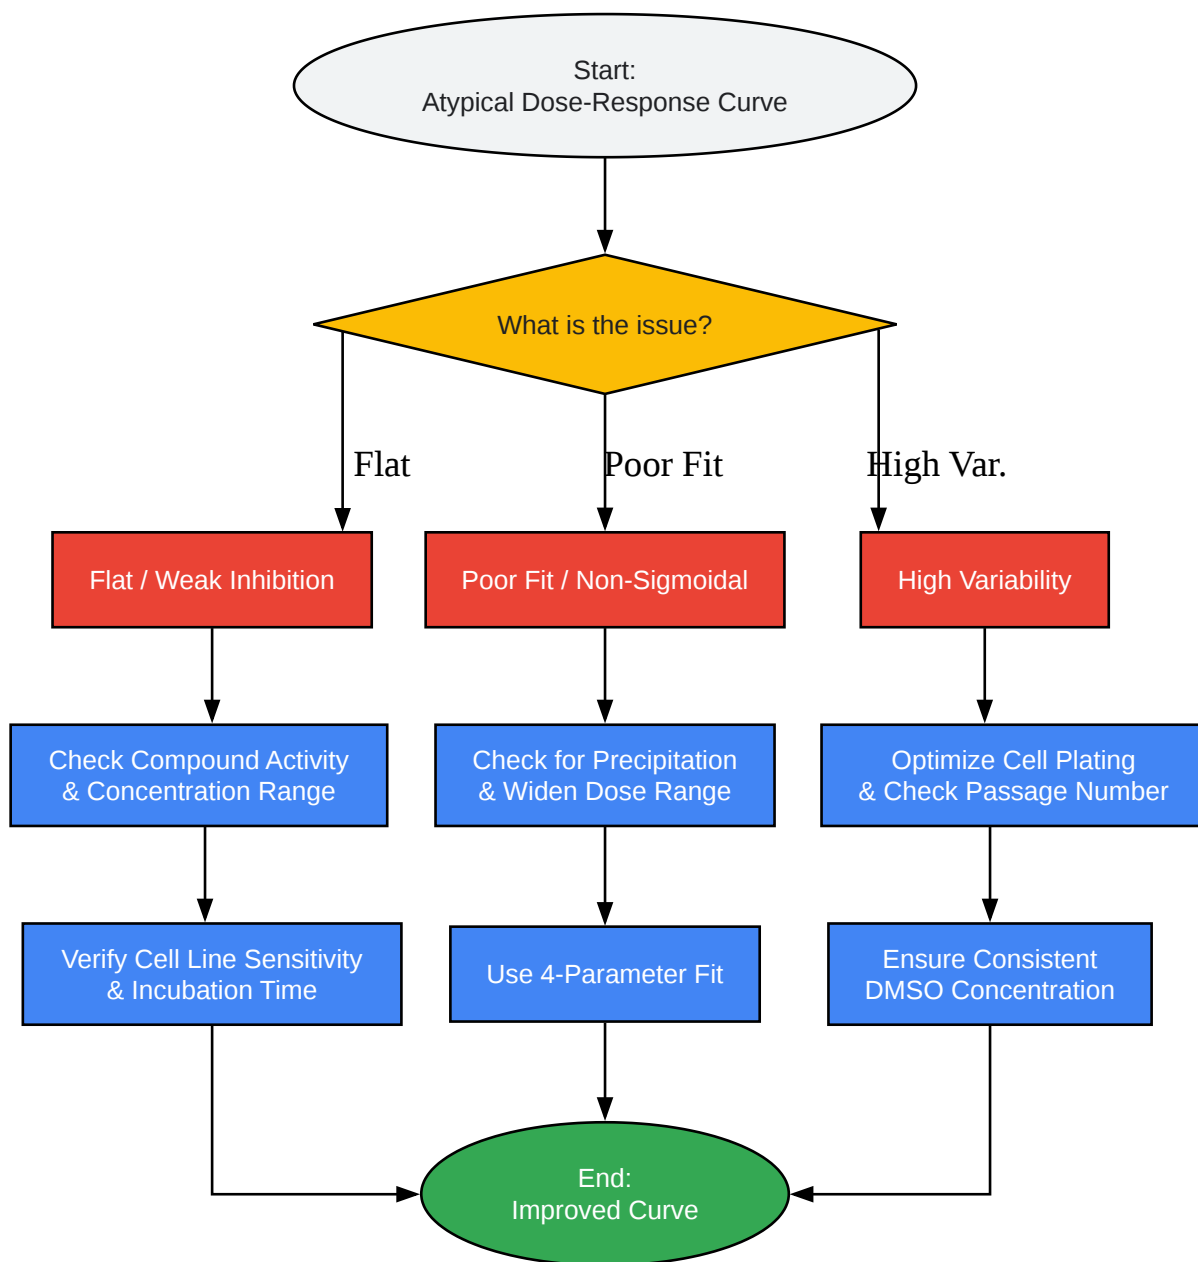 Start:
Atypical Dose-Response Curve
What is the issue?
Flat
Poor Fit
High Var.
Flat / Weak Inhibition
Poor Fit / Non-Sigmoidal
High Variability
Check Compound Activity
& Concentration Range
Check for Precipitation
& Widen Dose Range
Optimize Cell Plating
& Check Passage Number
Verify Cell Line Sensitivity
& Incubation Time
Use 4-Parameter Fit
Ensure Consistent
DMSO Concentration
End:
Improved Curve